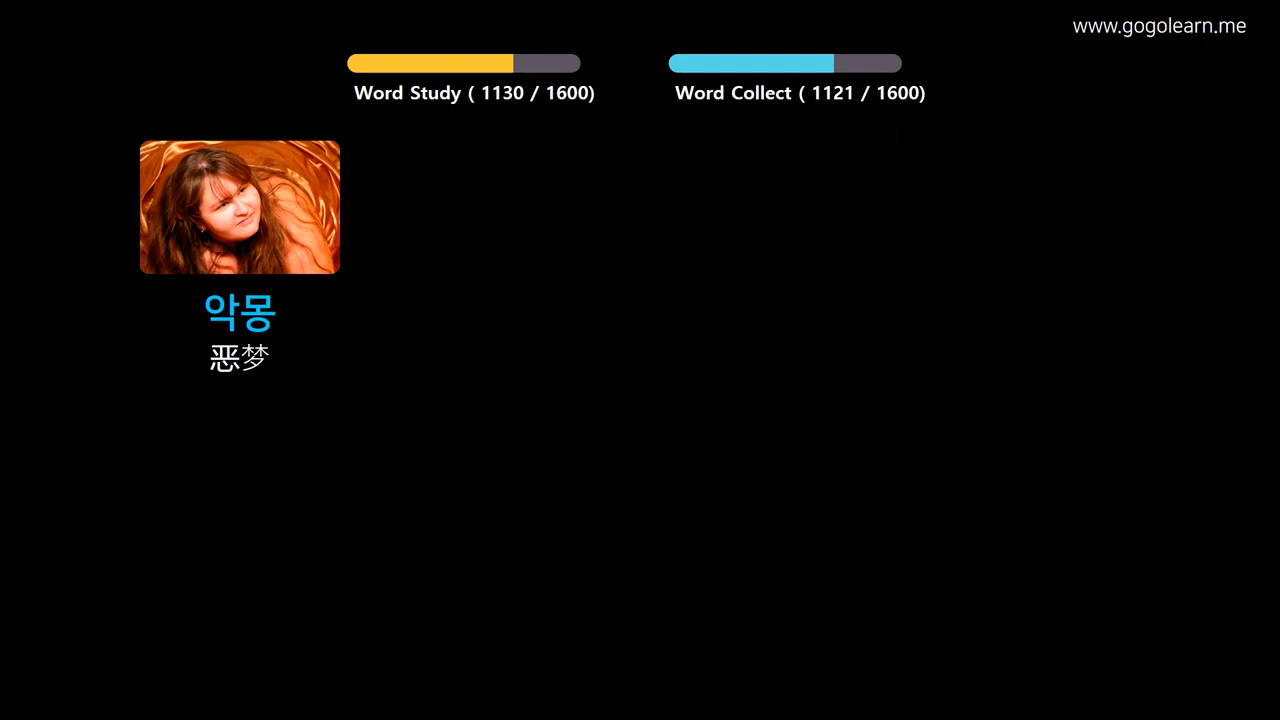 www.gogolearn.me
Word Study ( 1130 / 1600)
Word Collect ( 1121 / 1600)
악몽
恶梦